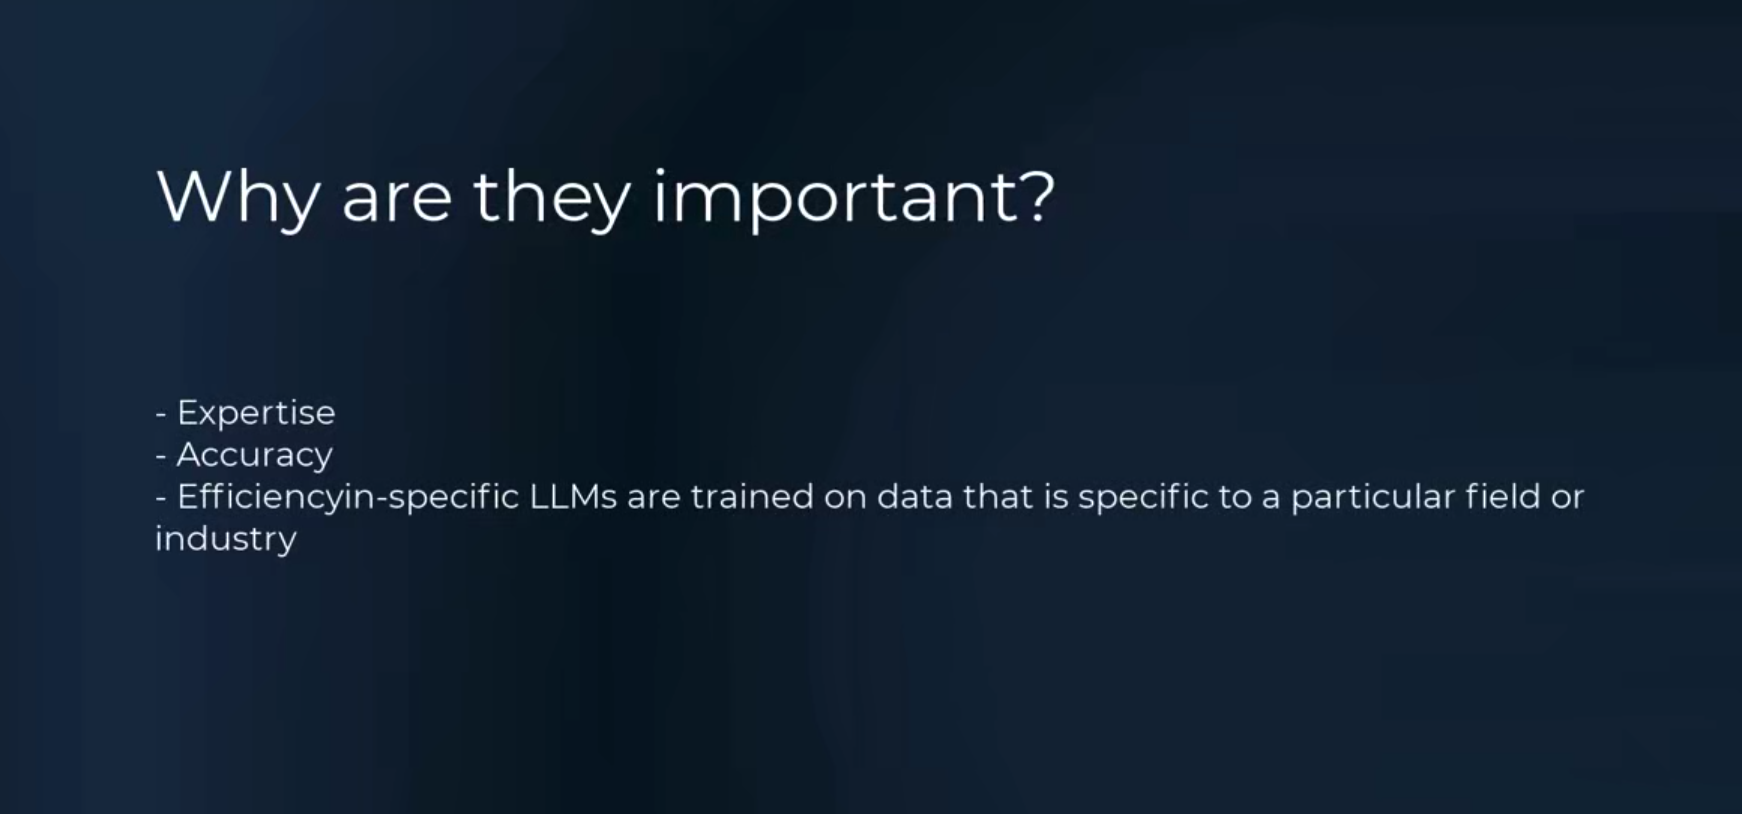 Why are they important?
- Expertise
- Accuracy
- Efficiencyin-specific LLMs are trained on data that is specific to a particular field or
industry